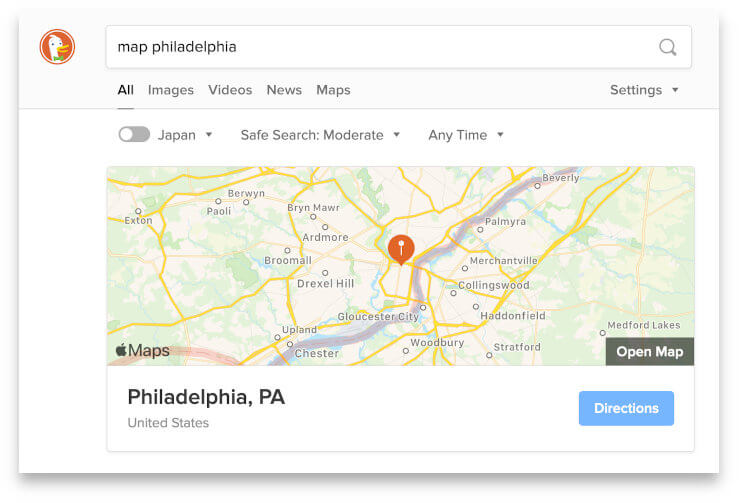 map philadelphia
All Images Videos News Maps Settings
Japan Safe Search: Moderate Any Time
Beverly
Berwyn
Paoli
Exton
Bryn Mawr
Palmyra
Ardmore
Broomall
Merchantville
Drexel Hill
Collingswood
Gloucester City
Haddonfield
Upland
Medford Lakes
Chester
Woodbury
Stratford
Maps
Open Map
Philadelphia, PA
United States
Directions